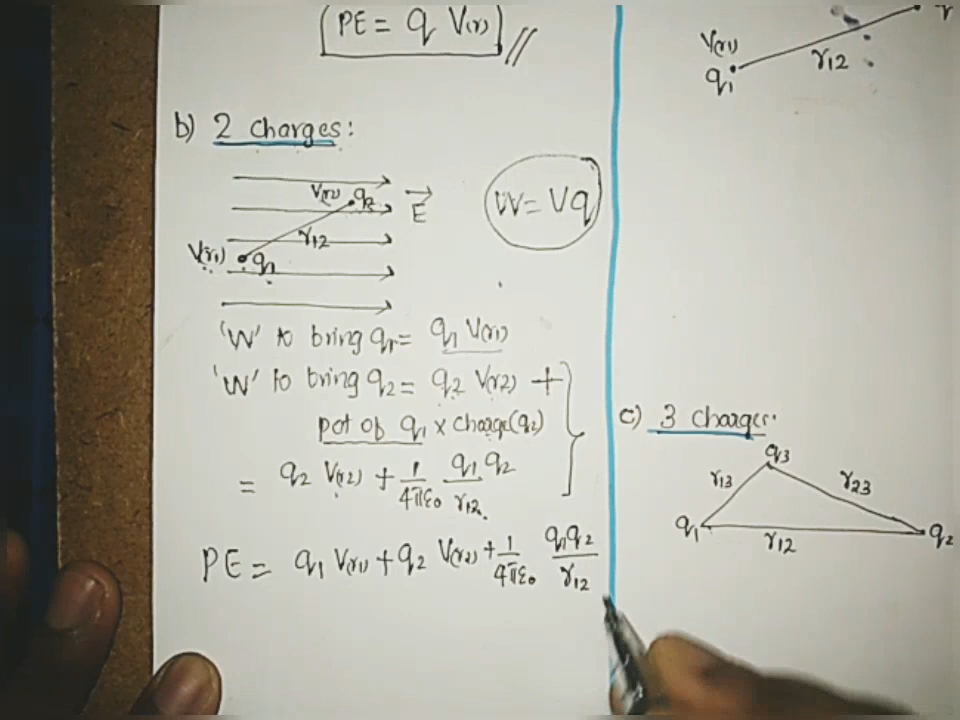 PE = q V(r) //
b) 2 charges:
V(r2) q2
E
r12
V(r1) q1
W = Vq
'W' to bring q1 = q1 V(r1)
'W' to bring q2 = q2 V(r2) +
pot of q1 x charge(q2)
= q2 V(r2) + 1/4πε0 q1 q2/r12
PE = q1 V(r1) + q2 V(r2) + 1/4πε0 q1q2/r12
V(r1)
q1
r12
c) 3 charges:
q3
r13
r23
q1
r12
q2